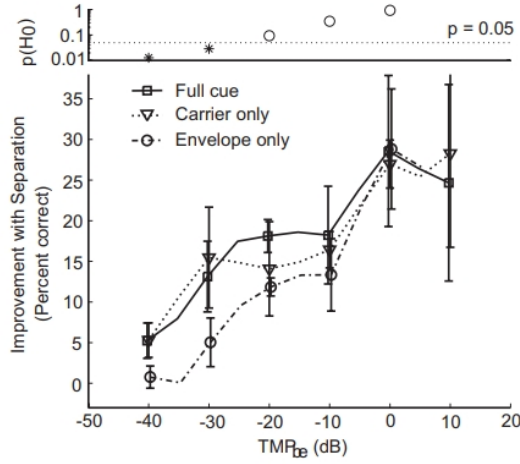 p(H0)
1
0.1
0.01
p = 0.05
Improvement with Separation
(Percent correct)
35
30
25
20
15
10
5
0
Full cue
Carrier only
Envelope only
-50 -40 -30 -20 -10 0 10 20
TMPbe (dB)